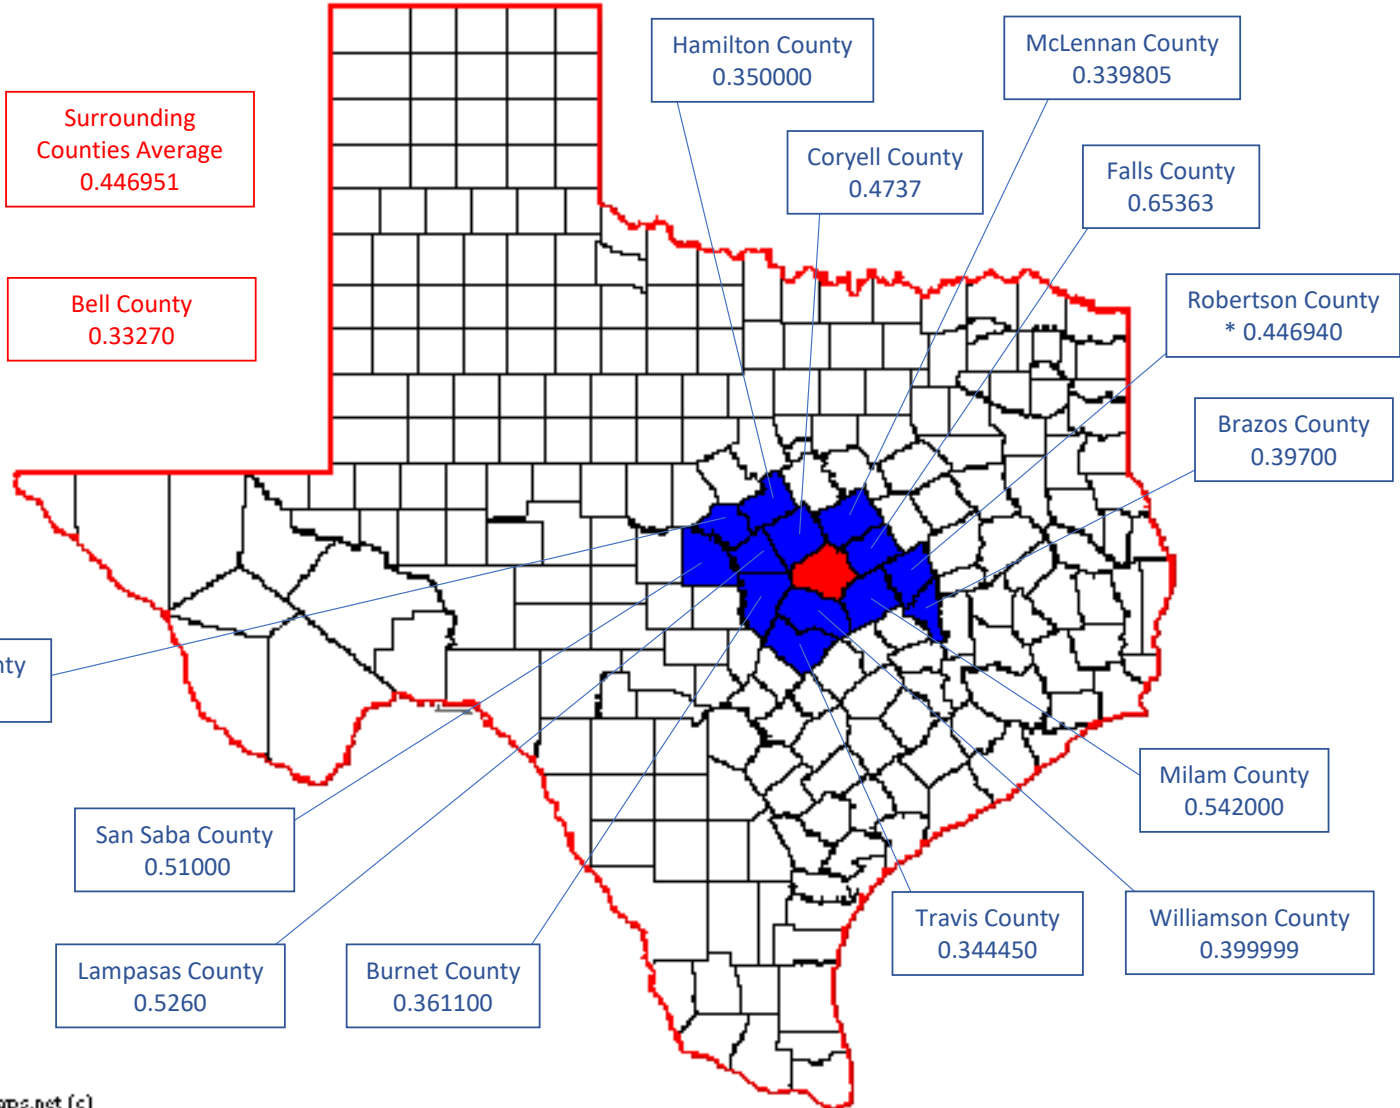 Hamilton County
0.350000
McLennan County
0.339805
Surrounding
Counties Average
0.446951
Coryell County
0.4737
Falls County
0.65363
Bell County
0.33270
Robertson County
* 0.446940
Brazos County
0.39700
nty
San Saba County
0.51000
Milam County
0.542000
Lampasas County
0.5260
Burnet County
0.361100
Travis County
0.344450
Williamson County
0.399999
aps.net (c)